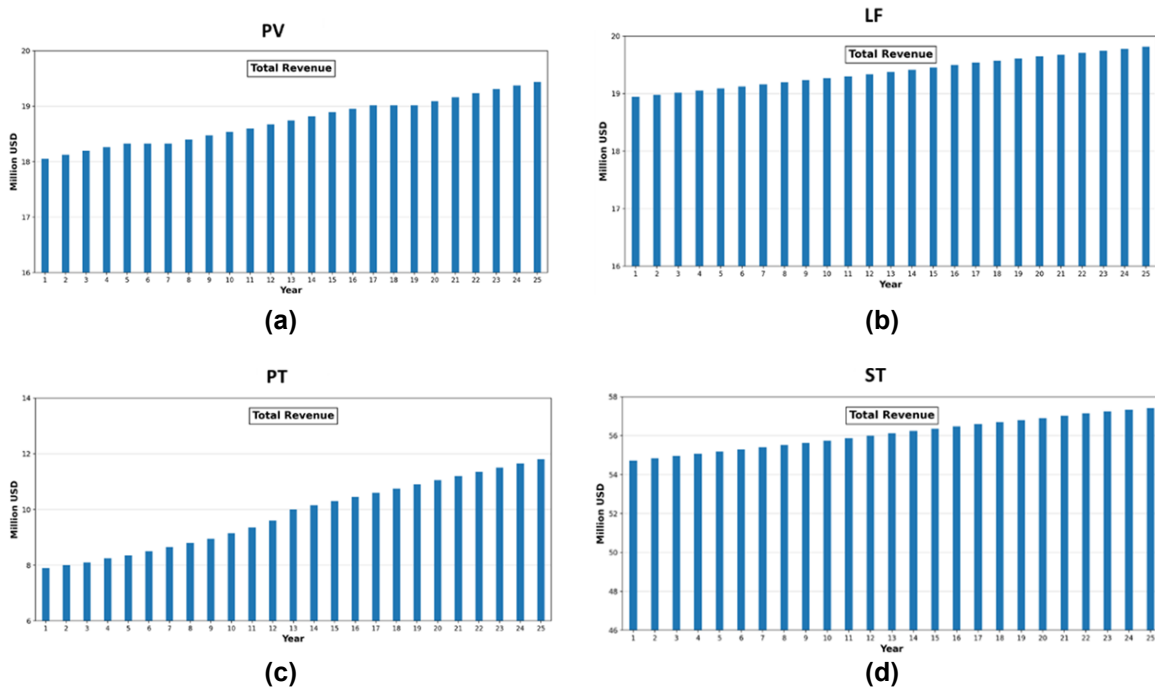 PV
Total Revenue
20
19
18
17
16
Million USD
1 2 3 4 5 6 7 8 9 10 11 12 13 14 15 16 17 18 19 20 21 22 23 24 25
Year
(a)
LF
Total Revenue
20
19
18
17
16
Million USD
1 2 3 4 5 6 7 8 9 10 11 12 13 14 15 16 17 18 19 20 21 22 23 24 25
Year
(b)
PT
Total Revenue
14
12
10
8
6
Million USD
1 2 3 4 5 6 7 8 9 10 11 12 13 14 15 16 17 18 19 20 21 22 23 24 25
Year
(c)
ST
Total Revenue
58
56
54
52
50
48
46
Million USD
1 2 3 4 5 6 7 8 9 10 11 12 13 14 15 16 17 18 19 20 21 22 23 24 25
Year
(d)